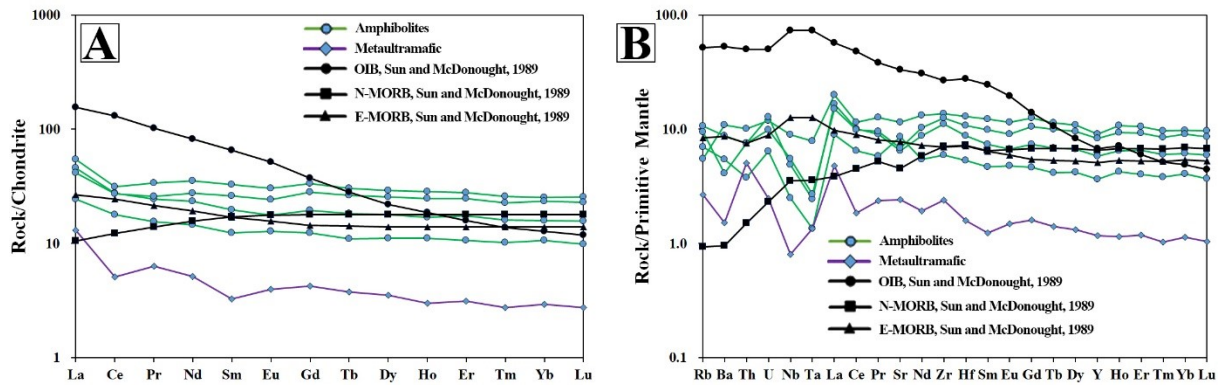 A
1000
100
10
1
Rock/Chondrite
Amphibolites
Metaultramafic
OIB, Sun and McDonought, 1989
N-MORB, Sun and McDonought, 1989
E-MORB, Sun and McDonought, 1989
La Ce Pr Nd Sm Eu Gd Tb Dy Ho Er Tm Yb Lu
B
100.0
10.0
1.0
0.1
Rock/Primitive Mantle
Amphibolites
Metaultramafic
OIB, Sun and McDonought, 1989
N-MORB, Sun and McDonought, 1989
E-MORB, Sun and McDonought, 1989
Rb Ba Th U Nb Ta La Ce Pr Sr Nd Zr Hf Sm Eu Gd Tb Dy Y Ho Er Tm Yb Lu